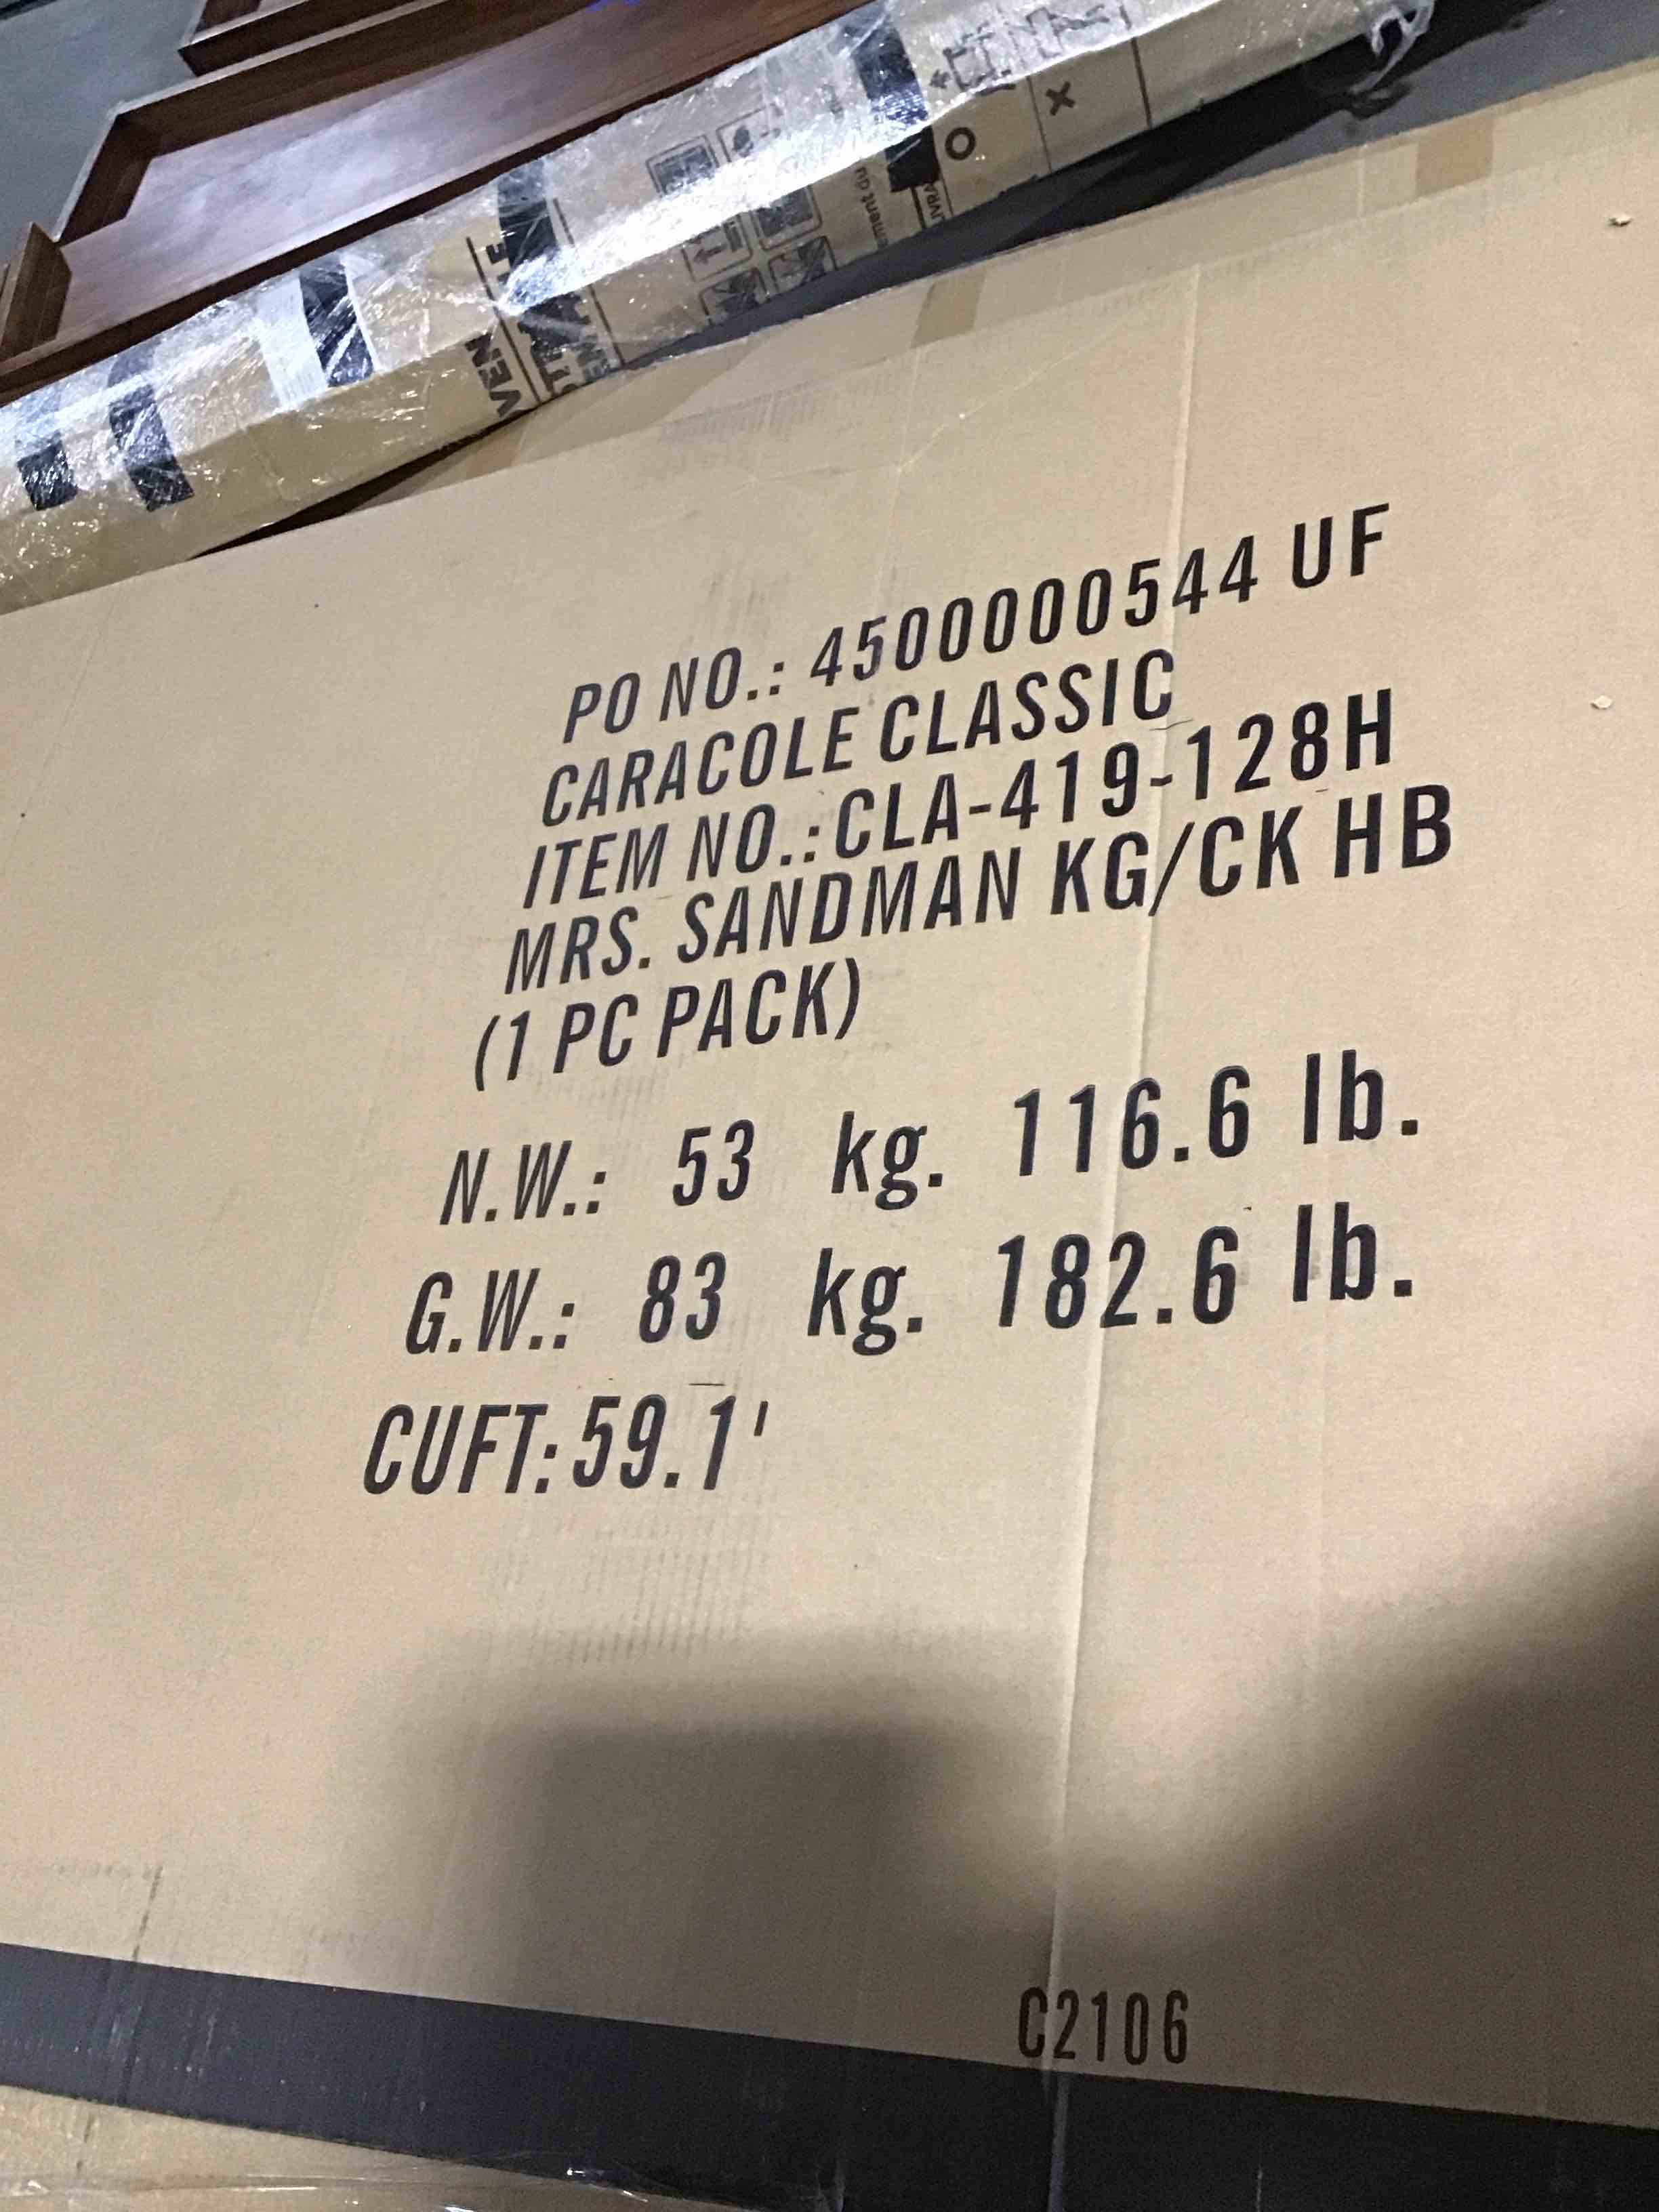 PO NO.: 4500000544 UF
CARACOLE CLASSIC
ITEM NO.:CLA-419-128H
MRS. SANDMAN KG/CK HB
(1 PC PACK)
N.W.: 53 kg. 116.6 lb.
G.W.: 83 kg. 182.6 lb.
CUFT:59.1'
C2106